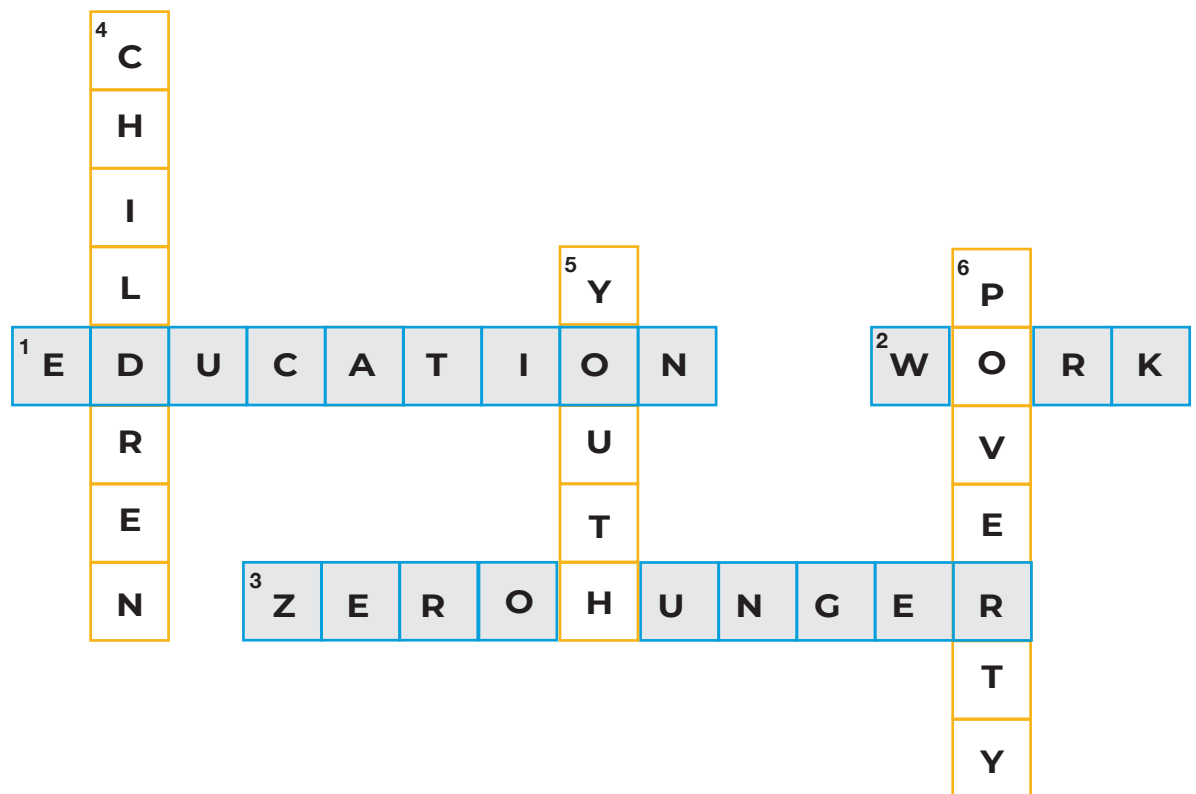 4 C
H
I
L 5 Y 6 P
1 E D U C A T I O N 2 W O R K
R U V
E T E
N 3 Z E R O H U N G E R
T
Y